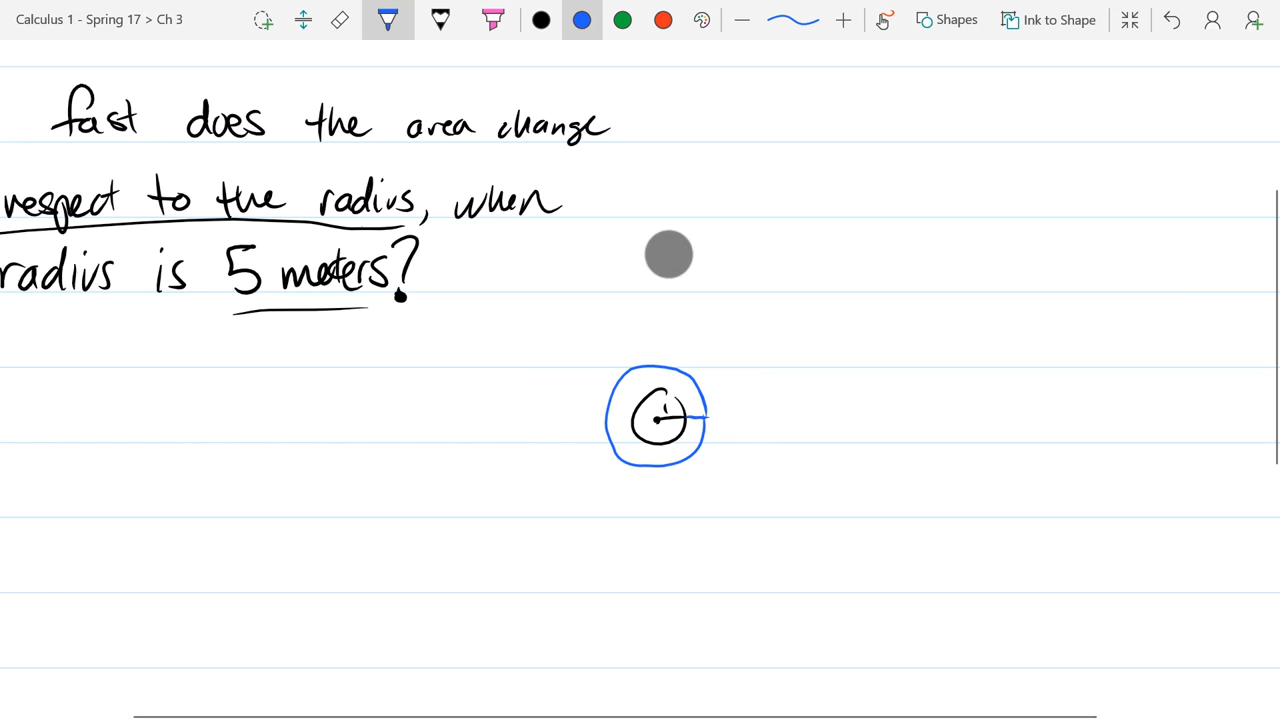 Calculus 1 - Spring 17 > Ch 3
Shapes
Ink to Shape
fast does the area change
respect to the radius, when
radius is 5 meters?